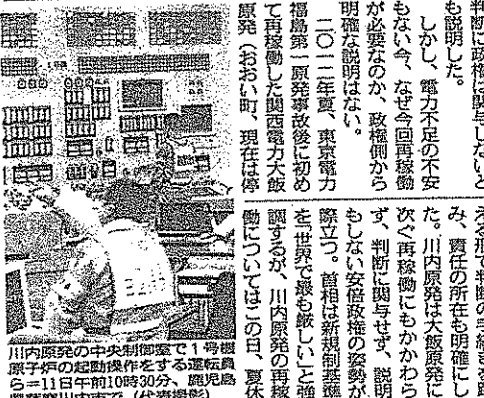 判断に政権は関与しないと
も説明した。
しかし、電力不足の不安
もない今、なぜ今回再稼働
が必要なのか、政権側から
明確な説明はない。
二〇一二年夏、東京電力
福島第一原発事故後に初め
て再稼働した関西電力大飯
原発(おおい町、現在は停
える形で判断の手続きを踏
み、責任の所在も明確にし
た。川内原発は大飯原発に
次ぐ再稼働にもかかわら
ず、判断に関与せず、説明
もしない安倍政権の姿勢が
際立つ。首相は新規制基準
を「世界で最も厳しい」と強
調するが、川内原発の再稼
働についてはこの日、夏休
川内原発の中央制御室で1号機
原子炉の起動操作をする運転員
ら=11日午前10時30分、鹿児島
県薩摩川内市で(代表撮影)